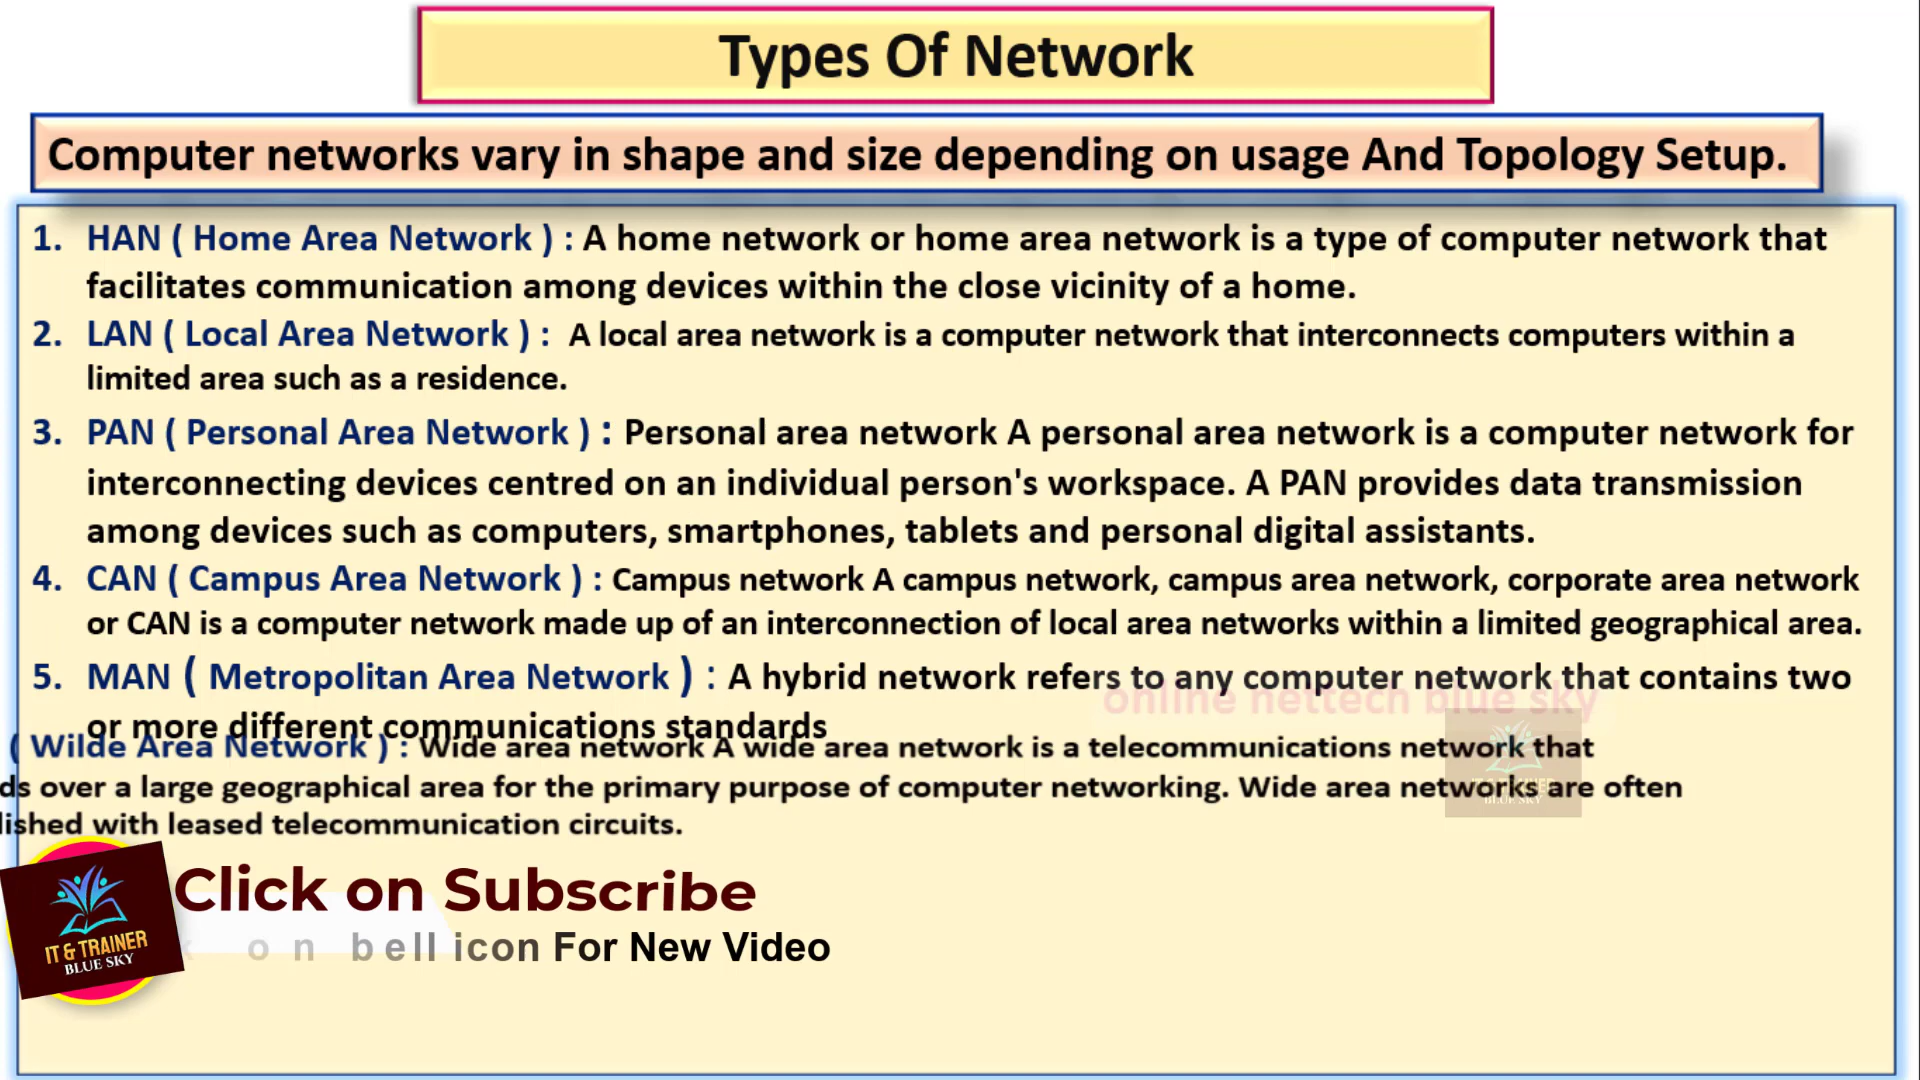 Types Of Network
Computer networks vary in shape and size depending on usage And Topology Setup.
1. HAN ( Home Area Network ) : A home network or home area network is a type of computer network that
facilitates communication among devices within the close vicinity of a home.
2. LAN ( Local Area Network ) : A local area network is a computer network that interconnects computers within a
limited area such as a residence.
3. PAN ( Personal Area Network ) : Personal area network A personal area network is a computer network for
interconnecting devices centred on an individual person's workspace. A PAN provides data transmission
among devices such as computers, smartphones, tablets and personal digital assistants.
4. CAN ( Campus Area Network ) : Campus network A campus network, campus area network, corporate area network
or CAN is a computer network made up of an interconnection of local area networks within a limited geographical area.
5. MAN ( Metropolitan Area Network ) : A hybrid network refers to any computer network that contains two
online nettech blue sky
or more different communications standards
( Wilde Area Network ) : Wide area network A wide area network is a telecommunications network that
ds over a large geographical area for the primary purpose of computer networking. Wide area networks are often
lished with leased telecommunication circuits.
IT & TRAINER
BLUE SKY
Click on Subscribe
on bell icon For New Video
IT & TRAINER
BLUE SKY